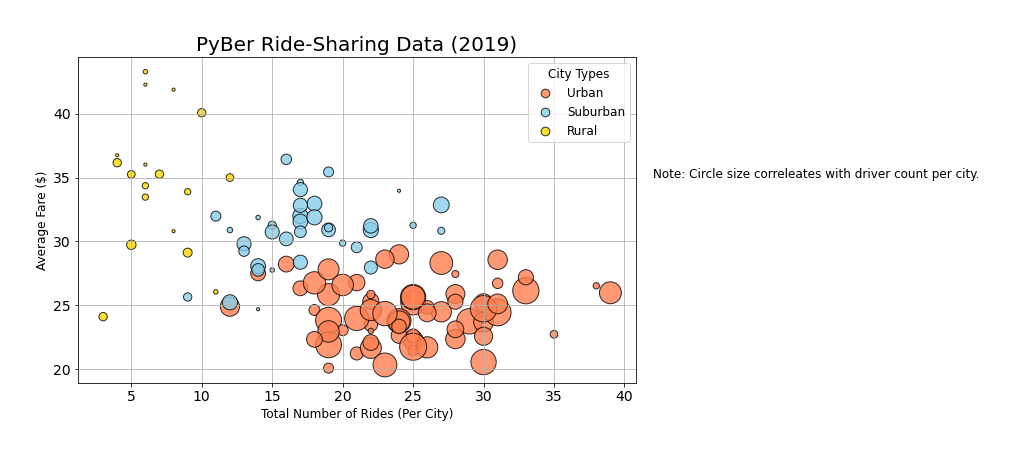 PyBer Ride-Sharing Data (2019)
City Types
Urban
Suburban
Rural
Average Fare ($)
40
35
30
25
20
5 10 15 20 25 30 35 40
Total Number of Rides (Per City)
Note: Circle size correleates with driver count per city.